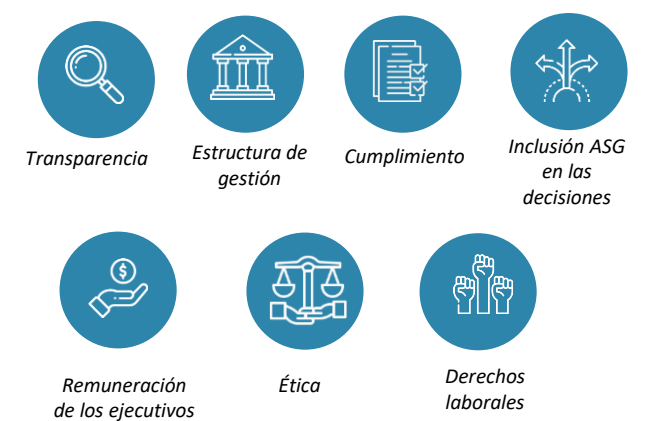 Transparencia
Estructura de
gestión
Cumplimiento
Inclusión ASG
en las
decisiones
$
Remuneración
de los ejecutivos
Ética
Derechos
laborales